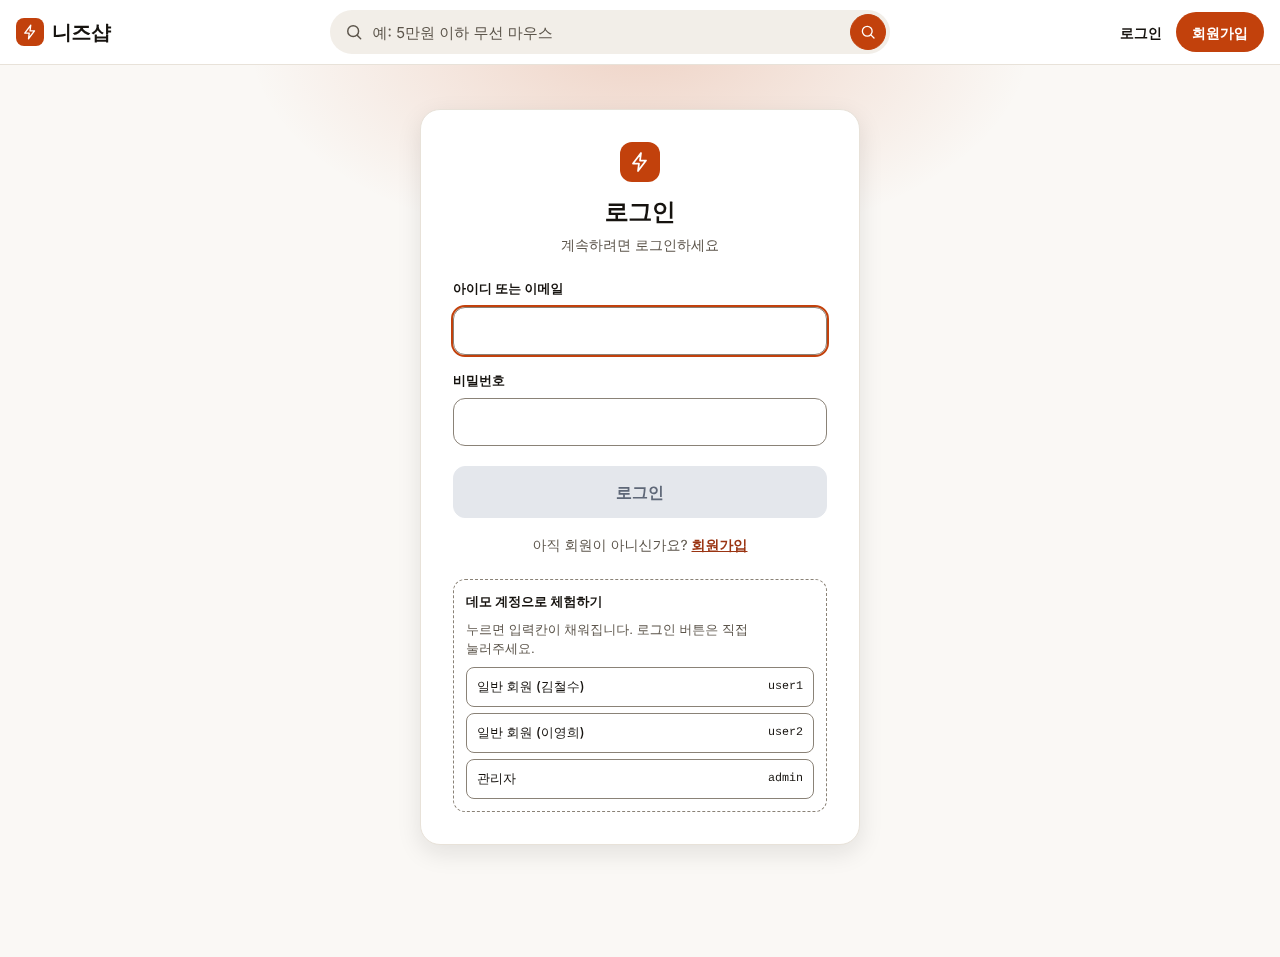 니즈샵
예: 5만원 이하 무선 마우스
로그인
회원가입
로그인
계속하려면 로그인하세요
아이디 또는 이메일
비밀번호
로그인
아직 회원이 아니신가요? 회원가입
데모 계정으로 체험하기
누르면 입력칸이 채워집니다. 로그인 버튼은 직접
눌러주세요.
일반 회원 (김철수) user1
일반 회원 (이영희) user2
관리자 admin